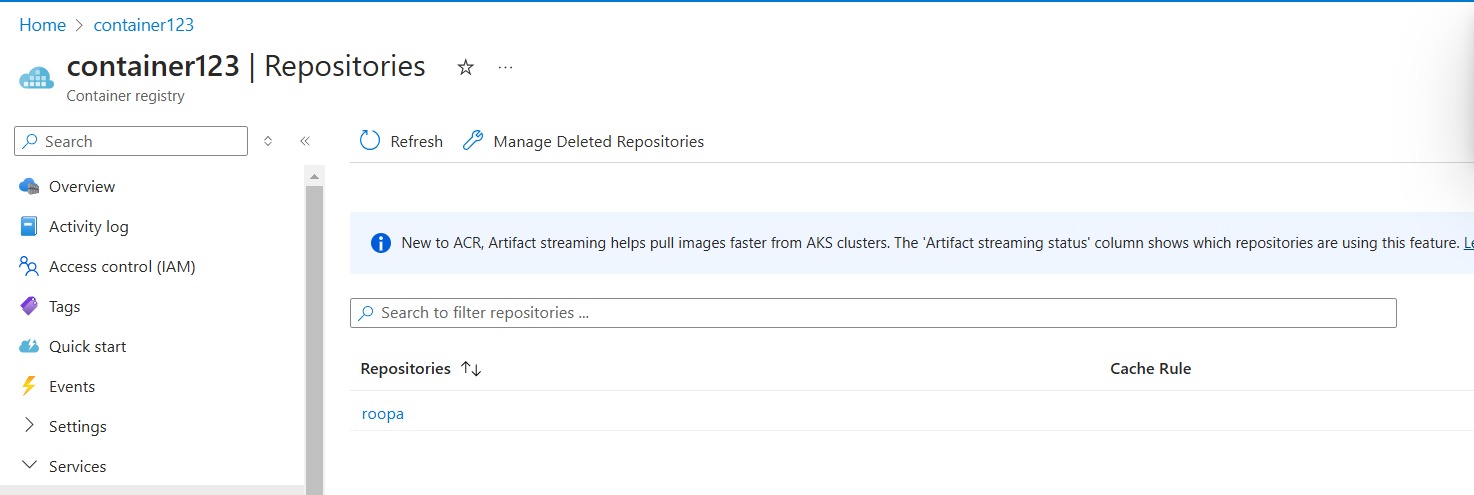 Home > container123
container123 | Repositories
Container registry
Search
Refresh
Manage Deleted Repositories
Overview
Activity log
Access control (IAM)
Tags
Quick start
Events
Settings
Services
New to ACR, Artifact streaming helps pull images faster from AKS clusters. The 'Artifact streaming status' column shows which repositories are using this feature.
Search to filter repositories ...
Repositories Cache Rule
roopa